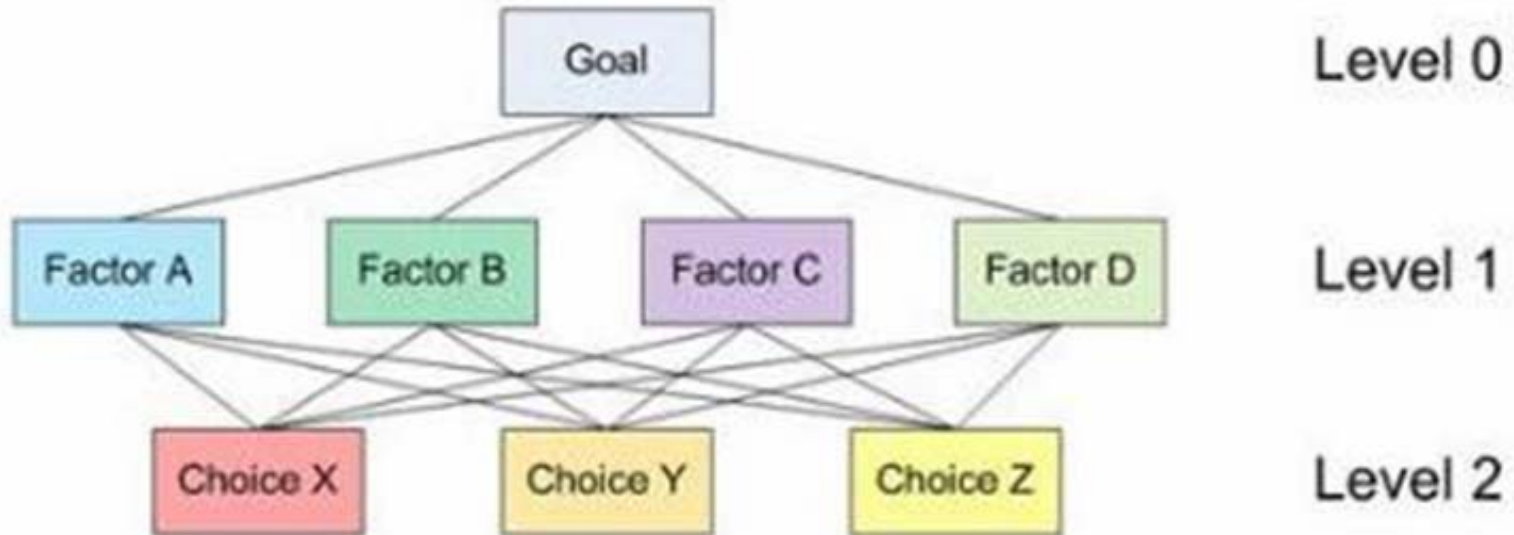 Goal
Level 0
Factor A
Factor B
Factor C
Factor D
Level 1
Choice X
Choice Y
Choice Z
Level 2